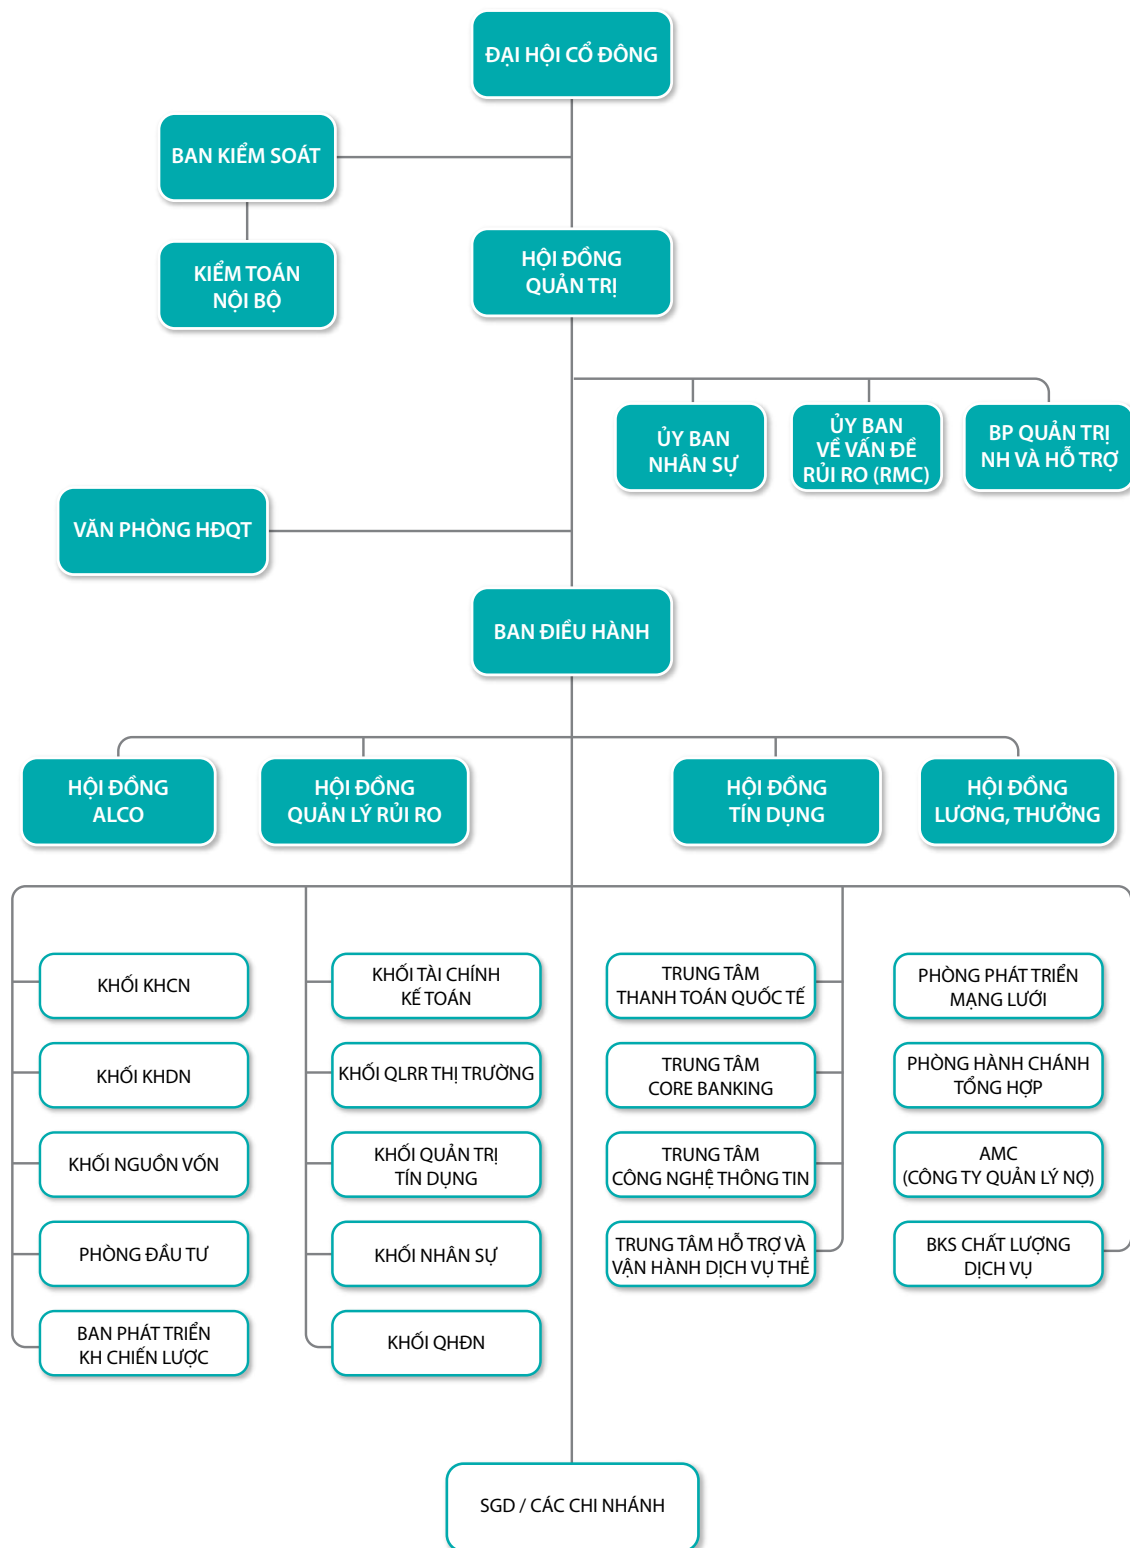 ĐẠI HỘI CỔ ĐÔNG
BAN KIỂM SOÁT
KIỂM TOÁN
NỘI BỘ
HỘI ĐỒNG
QUẢN TRỊ
ỦY BAN
NHÂN SỰ
ỦY BAN
VỀ VẤN ĐỀ
RỦI RO (RMC)
BP QUẢN TRỊ
NH VÀ HỖ TRỢ
VĂN PHÒNG HĐQT
BAN ĐIỀU HÀNH
HỘI ĐỒNG
ALCO
HỘI ĐỒNG
QUẢN LÝ RỦI RO
HỘI ĐỒNG
TÍN DỤNG
HỘI ĐỒNG
LƯƠNG, THƯỞNG
KHỐI KHCN
KHỐI KHDN
KHỐI NGUỒN VỐN
PHÒNG ĐẦU TƯ
BAN PHÁT TRIỂN
KH CHIẾN LƯỢC
KHỐI TÀI CHÍNH
KẾ TOÁN
KHỐI QLRR THỊ TRƯỜNG
KHỐI QUẢN TRỊ
TÍN DỤNG
KHỐI NHÂN SỰ
KHỐI QHĐN
TRUNG TÂM
THANH TOÁN QUỐC TẾ
TRUNG TÂM
CORE BANKING
TRUNG TÂM
CÔNG NGHỆ THÔNG TIN
TRUNG TÂM HỖ TRỢ VÀ
VẬN HÀNH DỊCH VỤ THẺ
PHÒNG PHÁT TRIỂN
MẠNG LƯỚI
PHÒNG HÀNH CHÁNH
TỔNG HỢP
AMC
(CÔNG TY QUẢN LÝ NỢ)
BKS CHẤT LƯỢNG
DỊCH VỤ
SGD / CÁC CHI NHÁNH